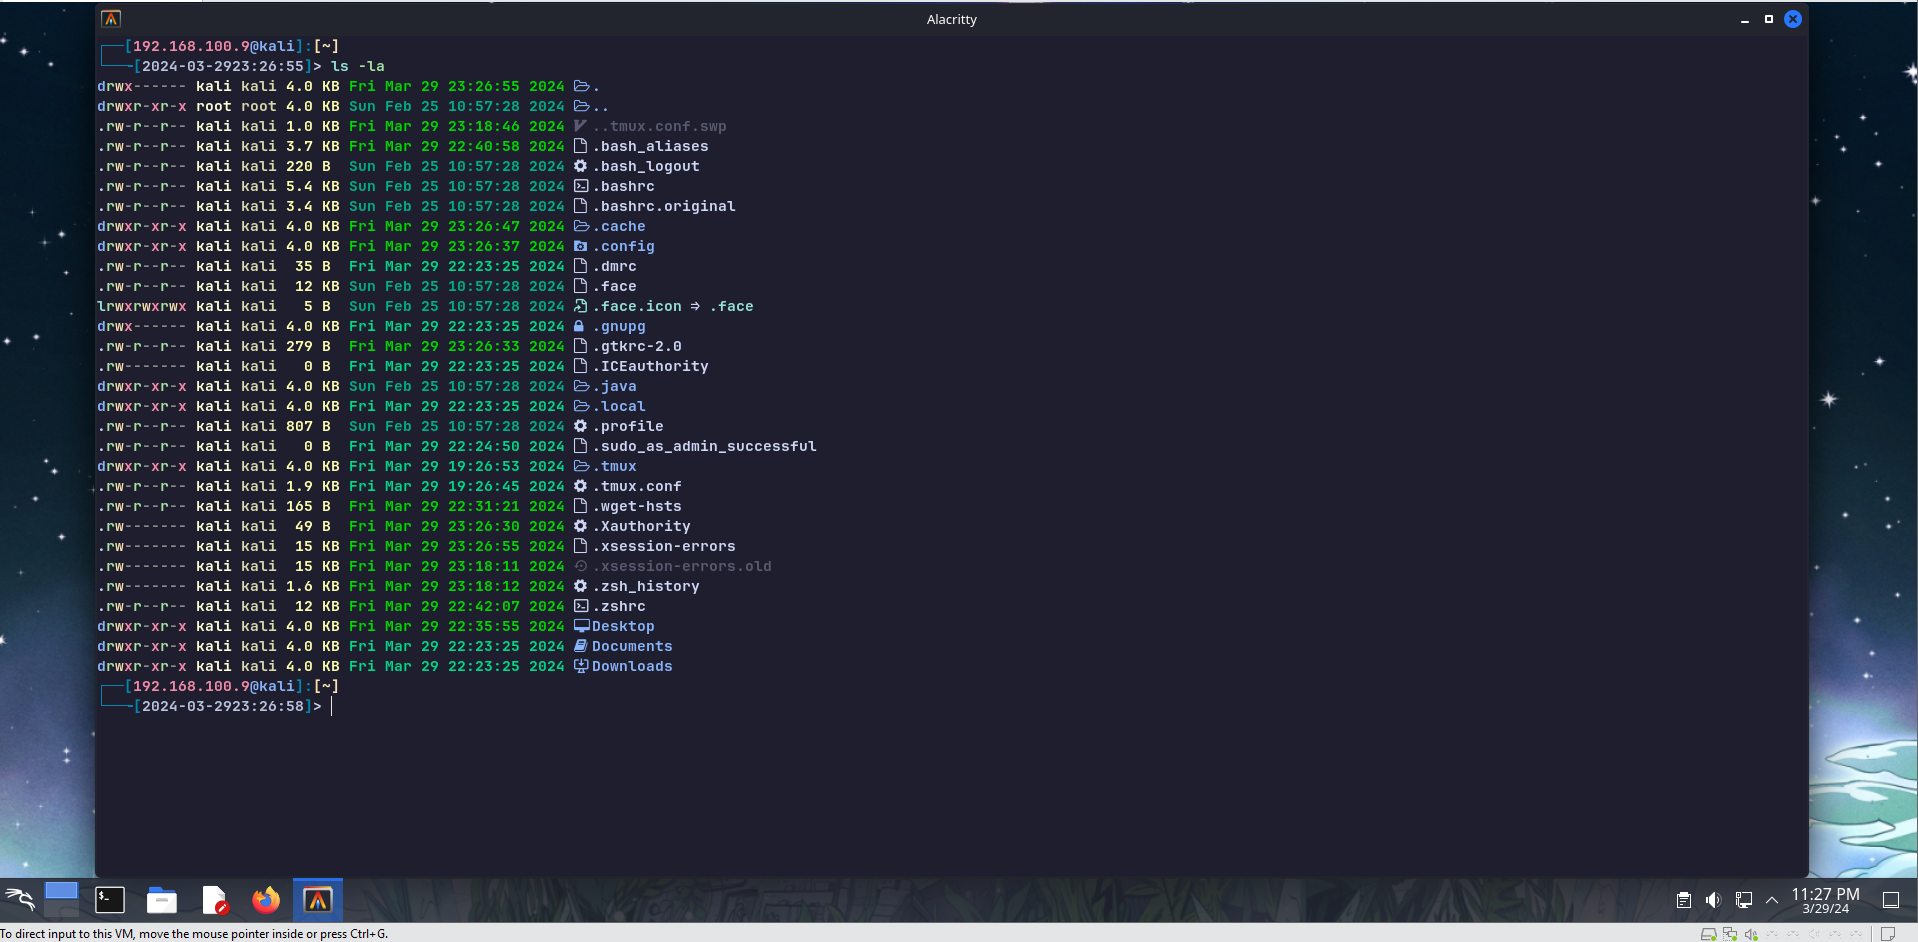 Alacritty
[192.168.100.9@kali]:[~]
[2024-03-2923:26:55]> ls -la
drwx------ kali kali 4.0 KB Fri Mar 29 23:26:55 2024 .
drwxr-xr-x root root 4.0 KB Sun Feb 25 10:57:28 2024 ..
.rw-r--r-- kali kali 1.0 KB Fri Mar 29 23:18:46 2024 ..tmux.conf.swp
.rw-r--r-- kali kali 3.7 KB Fri Mar 29 22:40:58 2024 .bash_aliases
.rw-r--r-- kali kali 220 B Sun Feb 25 10:57:28 2024 .bash_logout
.rw-r--r-- kali kali 5.4 KB Sun Feb 25 10:57:28 2024 .bashrc
.rw-r--r-- kali kali 3.4 KB Sun Feb 25 10:57:28 2024 .bashrc.original
drwxr-xr-x kali kali 4.0 KB Fri Mar 29 23:26:47 2024 .cache
drwxr-xr-x kali kali 4.0 KB Fri Mar 29 23:26:37 2024 .config
.rw-r--r-- kali kali 35 B Fri Mar 29 22:23:25 2024 .dmrc
.rw-r--r-- kali kali 12 KB Sun Feb 25 10:57:28 2024 .face
lrwxrwxrwx kali kali 5 B Sun Feb 25 10:57:28 2024 .face.icon ⇒ .face
drwx------ kali kali 4.0 KB Fri Mar 29 22:23:25 2024 .gnupg
.rw-r--r-- kali kali 279 B Fri Mar 29 23:26:33 2024 .gtkrc-2.0
.rw------- kali kali 0 B Fri Mar 29 22:23:25 2024 .ICEauthority
drwxr-xr-x kali kali 4.0 KB Sun Feb 25 10:57:28 2024 .java
drwxr-xr-x kali kali 4.0 KB Fri Mar 29 22:23:25 2024 .local
.rw-r--r-- kali kali 807 B Sun Feb 25 10:57:28 2024 .profile
.rw-r--r-- kali kali 0 B Fri Mar 29 22:24:50 2024 .sudo_as_admin_successful
drwxr-xr-x kali kali 4.0 KB Fri Mar 29 19:26:53 2024 .tmux
.rw-r--r-- kali kali 1.9 KB Fri Mar 29 19:26:45 2024 .tmux.conf
.rw-r--r-- kali kali 165 B Fri Mar 29 22:31:21 2024 .wget-hsts
.rw------- kali kali 49 B Fri Mar 29 23:26:30 2024 .Xauthority
.rw------- kali kali 15 KB Fri Mar 29 23:26:55 2024 .xsession-errors
.rw------- kali kali 15 KB Fri Mar 29 23:18:11 2024 .xsession-errors.old
.rw------- kali kali 1.6 KB Fri Mar 29 23:18:12 2024 .zsh_history
.rw-r--r-- kali kali 12 KB Fri Mar 29 22:42:07 2024 .zshrc
drwxr-xr-x kali kali 4.0 KB Fri Mar 29 22:35:55 2024 Desktop
drwxr-xr-x kali kali 4.0 KB Fri Mar 29 22:23:25 2024 Documents
drwxr-xr-x kali kali 4.0 KB Fri Mar 29 22:23:25 2024 Downloads
[192.168.100.9@kali]:[~]
[2024-03-2923:26:58]>
11:27 PM
3/29/24
To direct input to this VM, move the mouse pointer inside or press Ctrl+G.